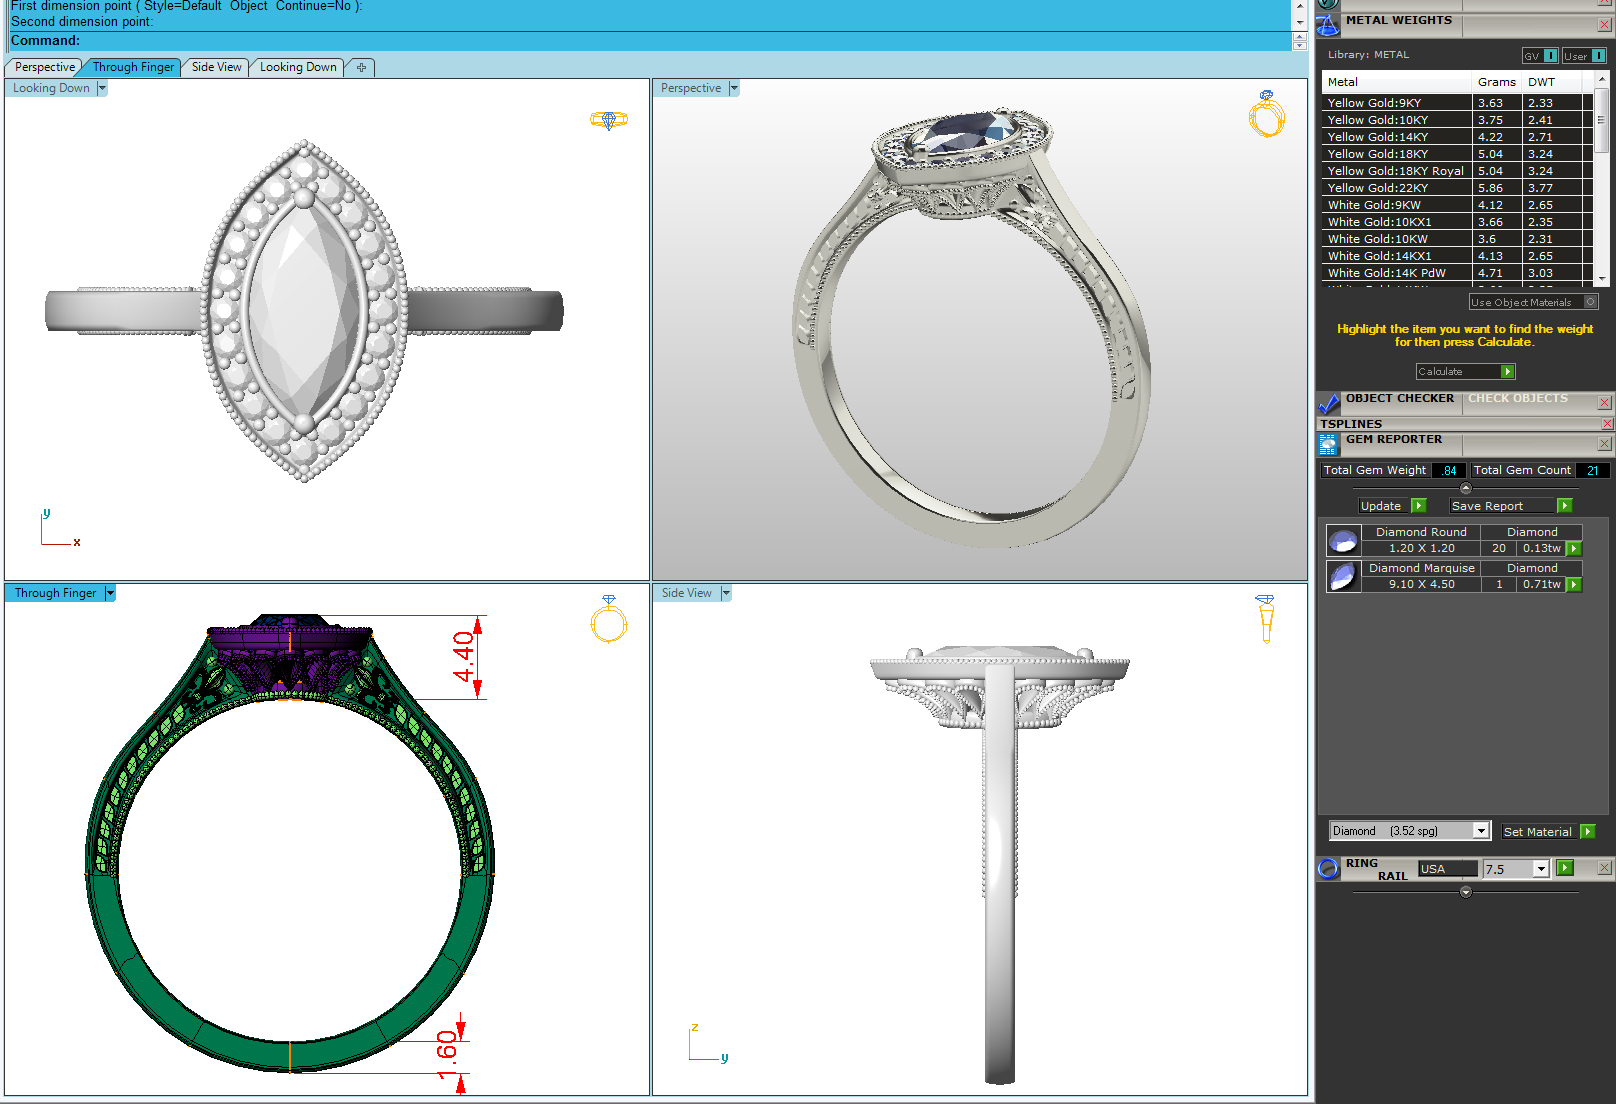 First dimension point ( Style=Default  Object  Continue=No ):
Second dimension point:
Command:
Perspective Through Finger Side View Looking Down
Looking Down
Perspective
y
x
Through Finger
Side View
4.40
1.60
z
y
METAL WEIGHTS
Library: METAL GV I User I
Metal Grams DWT
Yellow Gold:9KY 3.63 2.33
Yellow Gold:10KY 3.75 2.41
Yellow Gold:14KY 4.22 2.71
Yellow Gold:18KY 5.04 3.24
Yellow Gold:18KY Royal 5.04 3.24
Yellow Gold:22KY 5.86 3.77
White Gold:9KW 4.12 2.65
White Gold:10KX1 3.66 2.35
White Gold:10KW 3.6 2.31
White Gold:14KX1 4.13 2.65
White Gold:14K PdW 4.71 3.03
Use Object Materials
Highlight the item you want to find the weight
for then press Calculate.
Calculate
OBJECT CHECKER CHECK OBJECTS
TSPLINES
GEM REPORTER
Total Gem Weight .84 Total Gem Count 21
Update Save Report
Diamond Round Diamond
1.20 X 1.20 20 0.13tw
Diamond Marquise Diamond
9.10 X 4.50 1 0.71tw
Diamond (3.52 spg) Set Material
RING RAIL USA 7.5